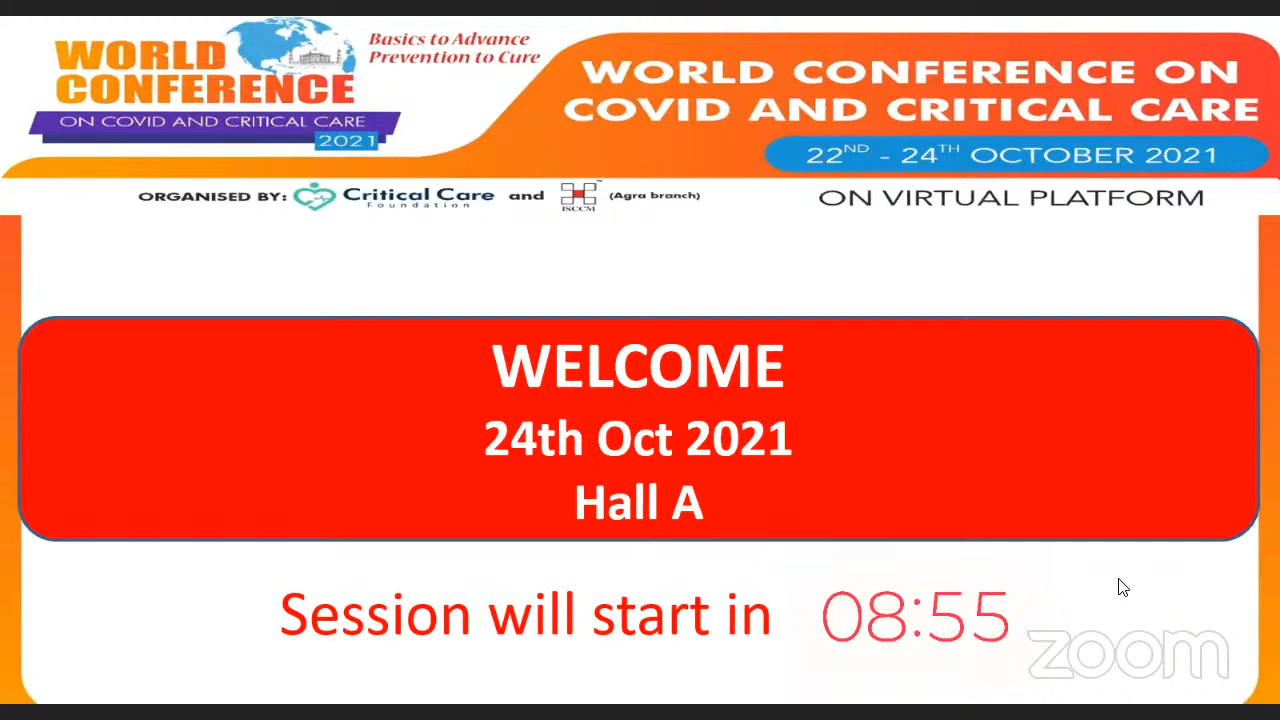 WORLD
CONFERENCE
ON COVID AND CRITICAL CARE
2021
Basics to Advance
Prevention to Cure
WORLD CONFERENCE ON
COVID AND CRITICAL CARE
22ND - 24TH OCTOBER 2021
ORGANISED BY: Critical Care Foundation and ISCCM™ (Agra branch)
ON VIRTUAL PLATFORM
WELCOME
24th Oct 2021
Hall A
Session will start in 08:55
zoom